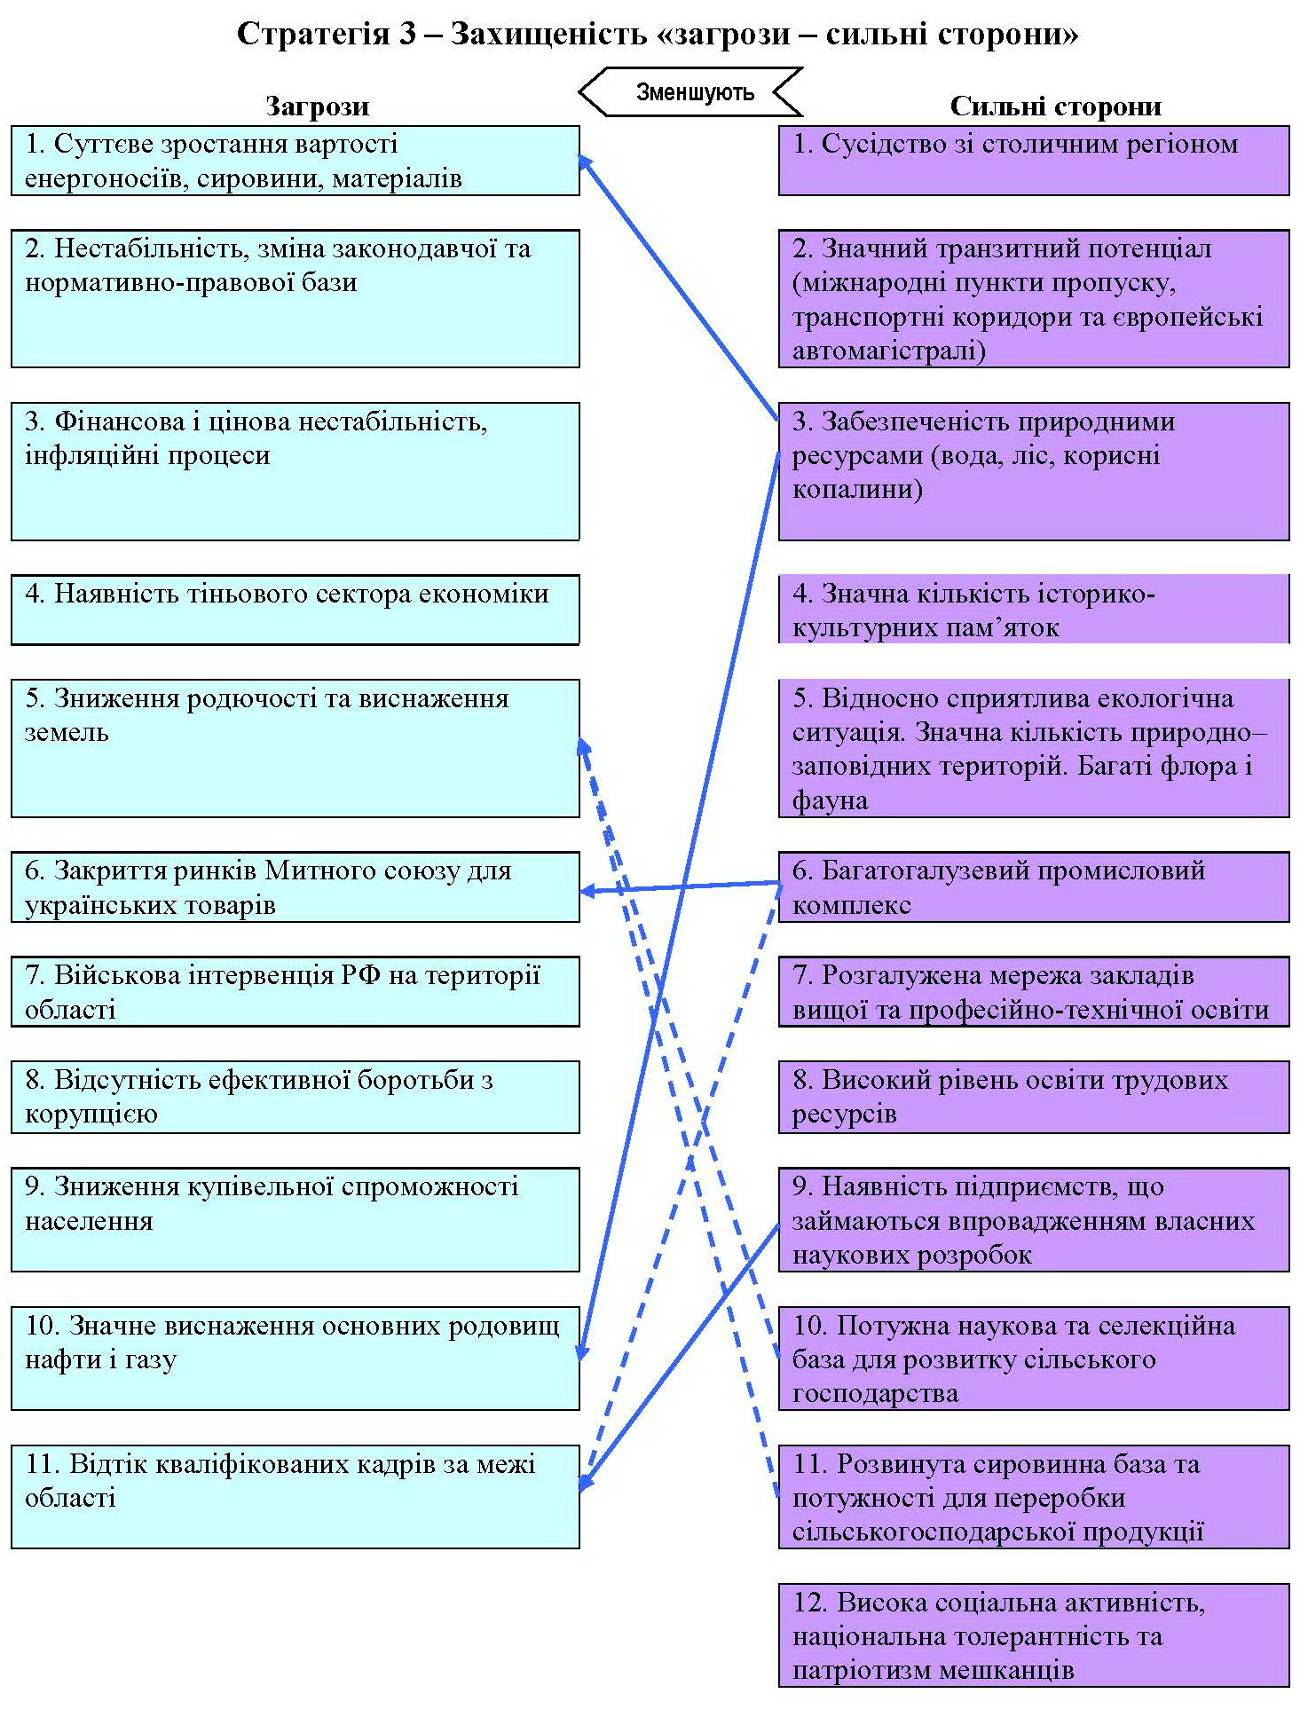 Стратегія 3 – Захищеність «загрози – сильні сторони»
Зменшують
Загрози
1. Суттєве зростання вартості
енергоносіїв, сировини, матеріалів
2. Нестабільність, зміна законодавчої та
нормативно-правової бази
3. Фінансова і цінова нестабільність,
інфляційні процеси
4. Наявність тіньового сектора економіки
5. Зниження родючості та виснаження
земель
6. Закриття ринків Митного союзу для
українських товарів
7. Військова інтервенція РФ на території
області
8. Відсутність ефективної боротьби з
корупцією
9. Зниження купівельної спроможності
населення
10. Значне виснаження основних родовищ
нафти і газу
11. Відтік кваліфікованих кадрів за межі
області
Сильні сторони
1. Сусідство зі столичним регіоном
2. Значний транзитний потенціал
(міжнародні пункти пропуску,
транспортні коридори та європейські
автомагістралі)
3. Забезпеченість природними
ресурсами (вода, ліс, корисні
копалини)
4. Значна кількість історико-
культурних пам’яток
5. Відносно сприятлива екологічна
ситуація. Значна кількість природно–
заповідних територій. Багаті флора і
фауна
6. Багатогалузевий промисловий
комплекс
7. Розгалужена мережа закладів
вищої та професійно-технічної освіти
8. Високий рівень освіти трудових
ресурсів
9. Наявність підприємств, що
займаються впровадженням власних
наукових розробок
10. Потужна наукова та селекційна
база для розвитку сільського
господарства
11. Розвинута сировинна база та
потужності для переробки
сільськогосподарської продукції
12. Висока соціальна активність,
національна толерантність та
патріотизм мешканців